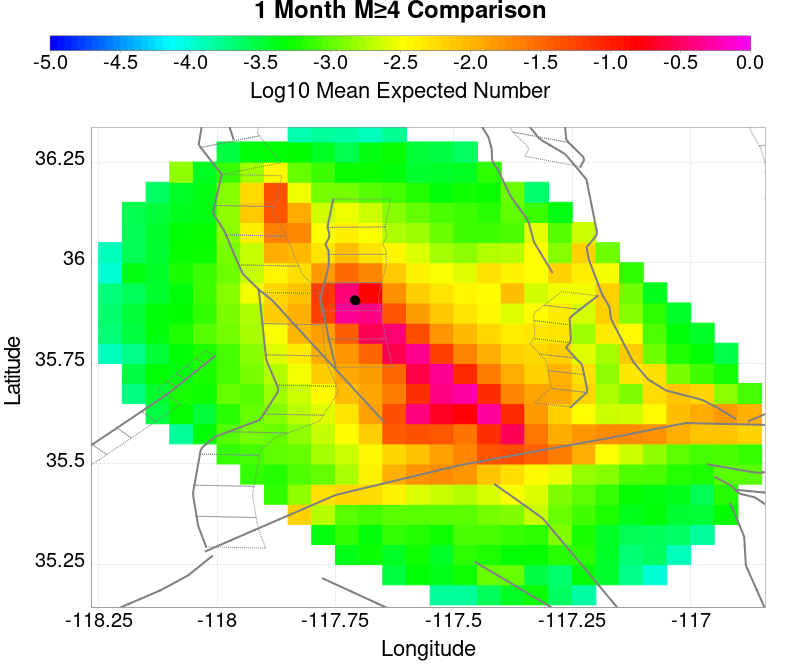 1 Month M≥4 Comparison
-5.0 -4.5 -4.0 -3.5 -3.0 -2.5 -2.0 -1.5 -1.0 -0.5 0.0
Log10 Mean Expected Number
36.25
36
35.75
35.5
35.25
Latitude
-118.25 -118 -117.75 -117.5 -117.25 -117
Longitude